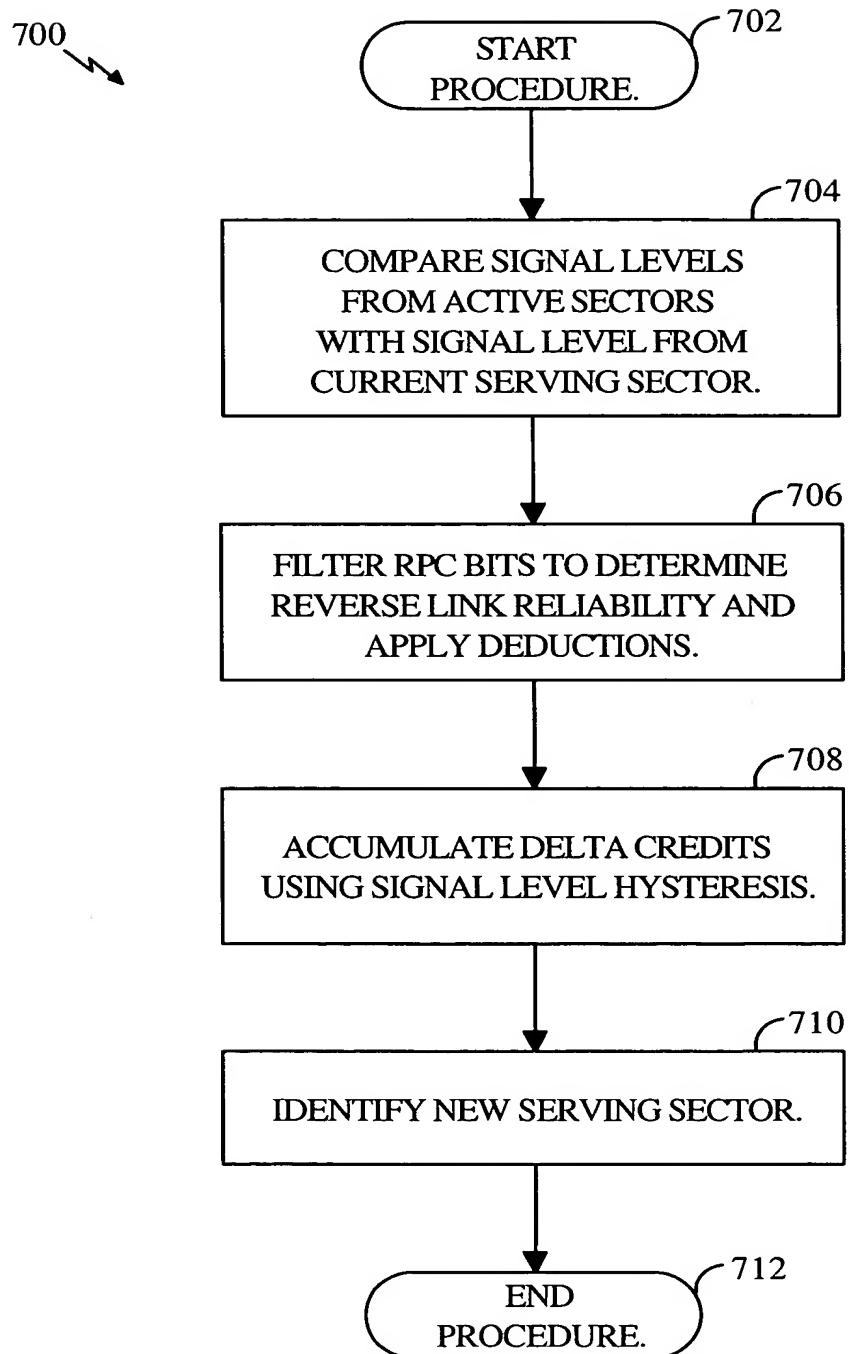 700
702
START
PROCEDURE.
704
COMPARE SIGNAL LEVELS
FROM ACTIVE SECTORS
WITH SIGNAL LEVEL FROM
CURRENT SERVING SECTOR.
706
FILTER RPC BITS TO DETERMINE
REVERSE LINK RELIABILITY AND
APPLY DEDUCTIONS.
708
ACCUMULATE DELTA CREDITS
USING SIGNAL LEVEL HYSTERESIS.
710
IDENTIFY NEW SERVING SECTOR.
712
END
PROCEDURE.